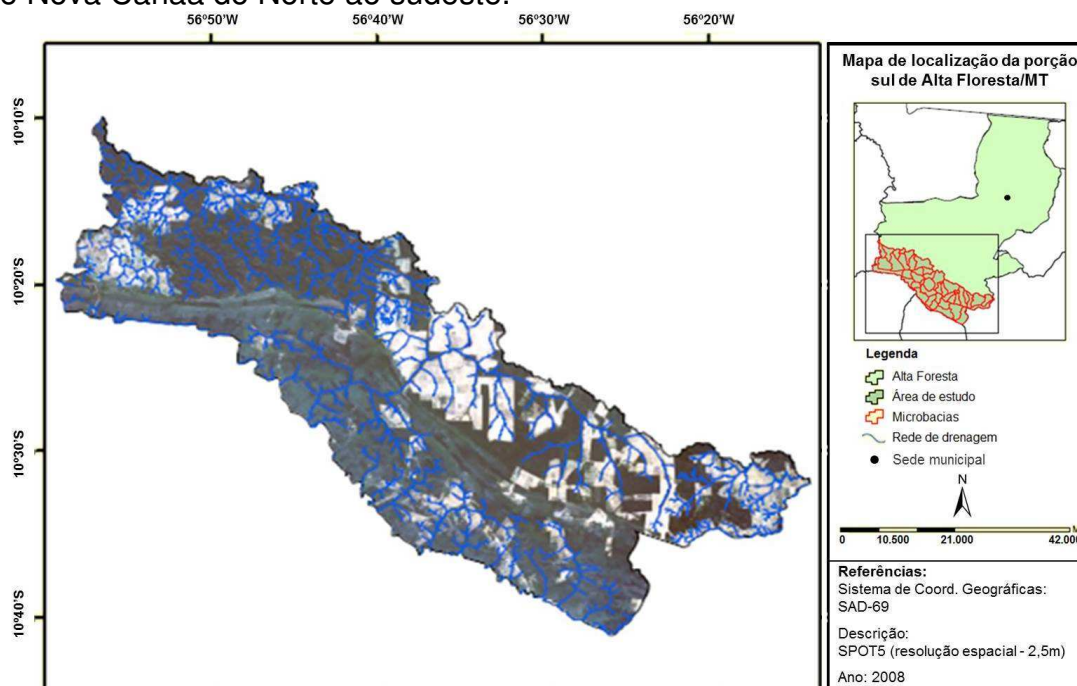 o Nova Canaã do Norte ao sudeste.
56°50'W 56°40'W 56°30'W 56°20'W
10°10'S
10°20'S
10°30'S
10°40'S
Mapa de localização da porção
sul de Alta Floresta/MT
Legenda
Alta Foresta
Área de estudo
Microbacias
Rede de drenagem
Sede municipal
N
0 10.500 21.000 42.000
Referências:
Sistema de Coord. Geográficas:
SAD-69
Descrição:
SPOT5 (resolução espacial - 2,5m)
Ano: 2008